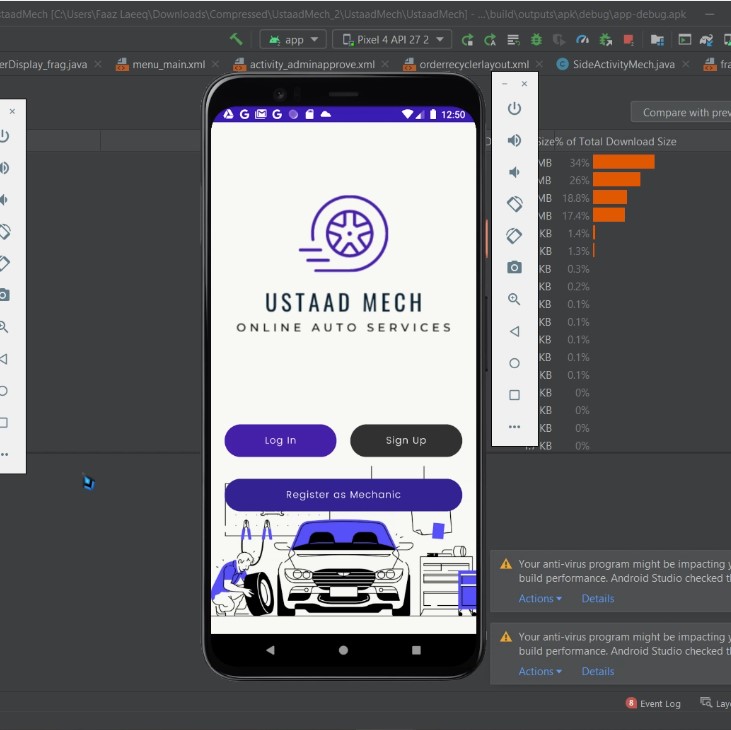 staadMech [C:\Users\Faaz Laeeq\Downloads\Compressed\UstaadMech_2\UstaadMech\UstaadMech] - ...\build\outputs\apk\debug\app-debug.apk
app
Pixel 4 API 27 2
erDisplay_frag.java
menu_main.xml
activity_adminapprove.xml
orderrecyclerlayout.xml
SideActivityMech.java
fra
Compare with prev
Size
% of Total Download Size
MB 34%
MB 26%
MB 18.8%
MB 17.4%
KB 1.4%
KB 1.3%
KB 0.3%
KB 0.2%
KB 0.1%
KB 0.1%
KB 0.1%
KB 0.1%
KB 0.1%
KB 0%
KB 0%
KB 0%
1.7 KB 0%
12:50
USTAAD MECH
ONLINE AUTO SERVICES
Log In
Sign Up
Register as Mechanic
Your anti-virus program might be impacting y
build performance. Android Studio checked th
Actions
Details
Your anti-virus program might be impacting y
build performance. Android Studio checked th
Actions
Details
8 Event Log
Layo